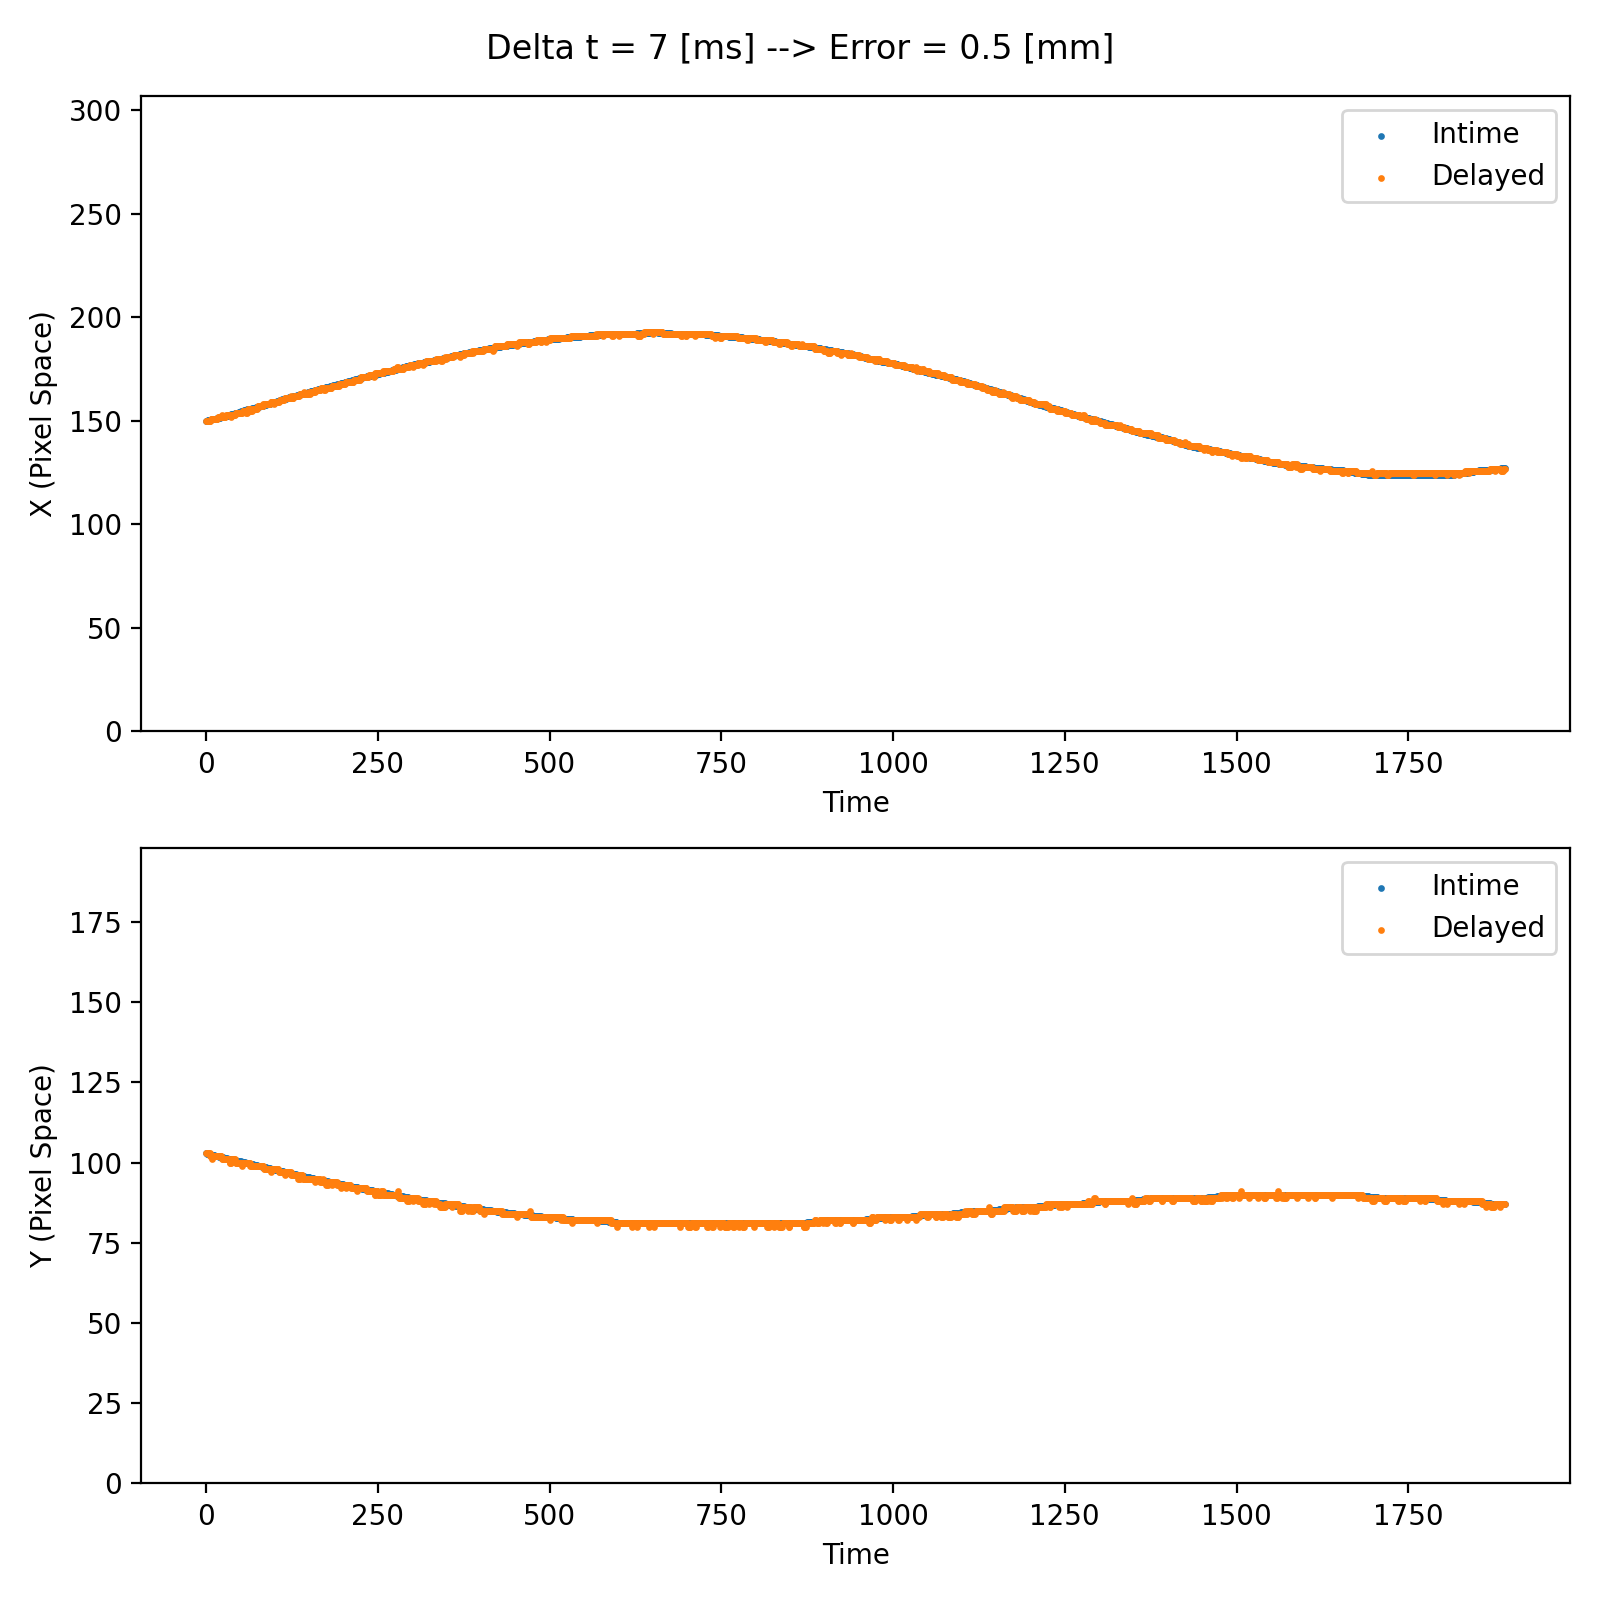 Delta t = 7 [ms] --> Error = 0.5 [mm]
300
250
200
150
100
50
0
X (Pixel Space)
Intime
Delayed
0 250 500 750 1000 1250 1500 1750
Time
175
150
125
100
75
50
25
0
Y (Pixel Space)
Intime
Delayed
0 250 500 750 1000 1250 1500 1750
Time